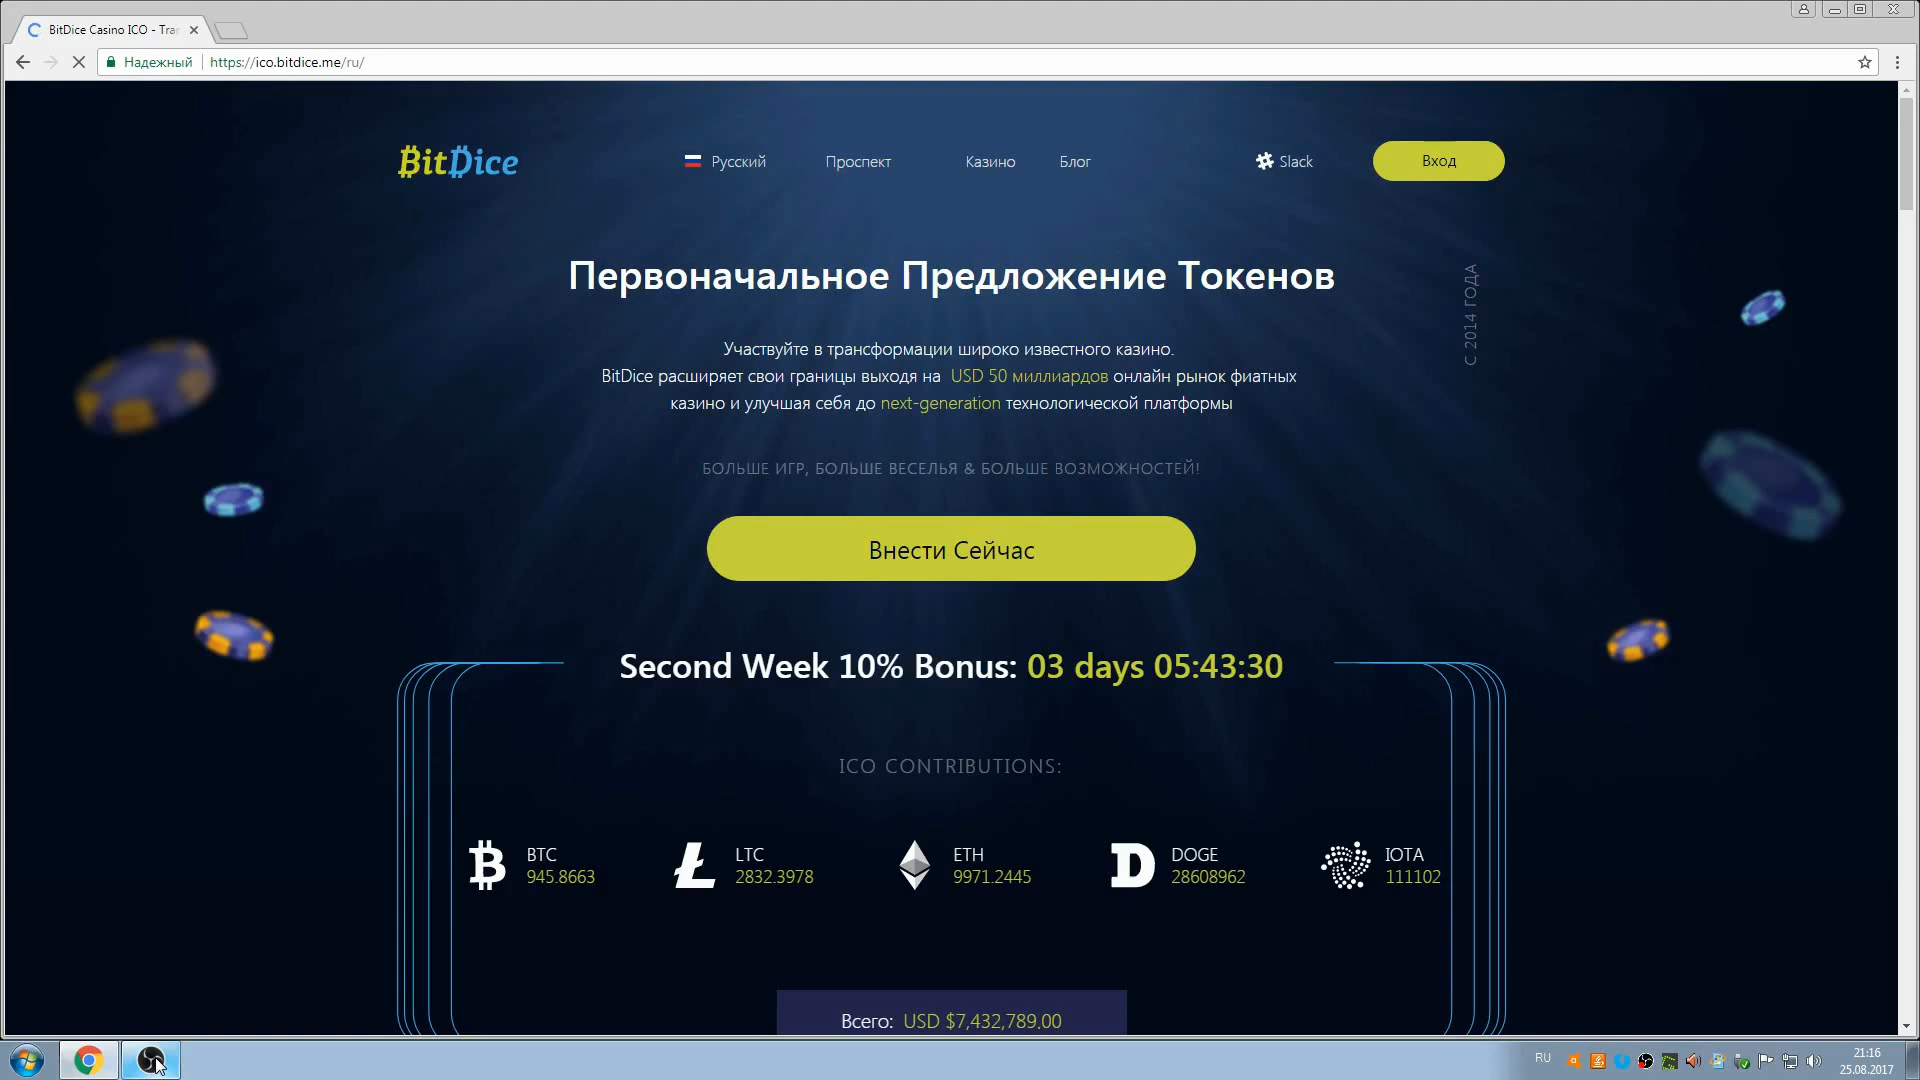 BitDice Casino ICO - Tra
Надежный
https://ico.bitdice.me/ru/
BitDice
Русский
Проспект
Казино
Блог
Slack
Вход
Первоначальное Предложение Токенов
С 2014 ГОДА
Участвуйте в трансформации широко известного казино.
BitDice расширяет свои границы выходя на USD 50 миллиардов онлайн рынок фиатных
казино и улучшая себя до next-generation технологической платформы
БОЛЬШЕ ИГР, БОЛЬШЕ ВЕСЕЛЬЯ & БОЛЬШЕ ВОЗМОЖНОСТЕЙ!
Внести Сейчас
Second Week 10% Bonus: 03 days 05:43:30
ICO CONTRIBUTIONS:
BTC
945.8663
LTC
2832.3978
ETH
9971.2445
DOGE
28608962
IOTA
111102
Всего: USD $7,432,789.00
RU
21:16
25.08.2017